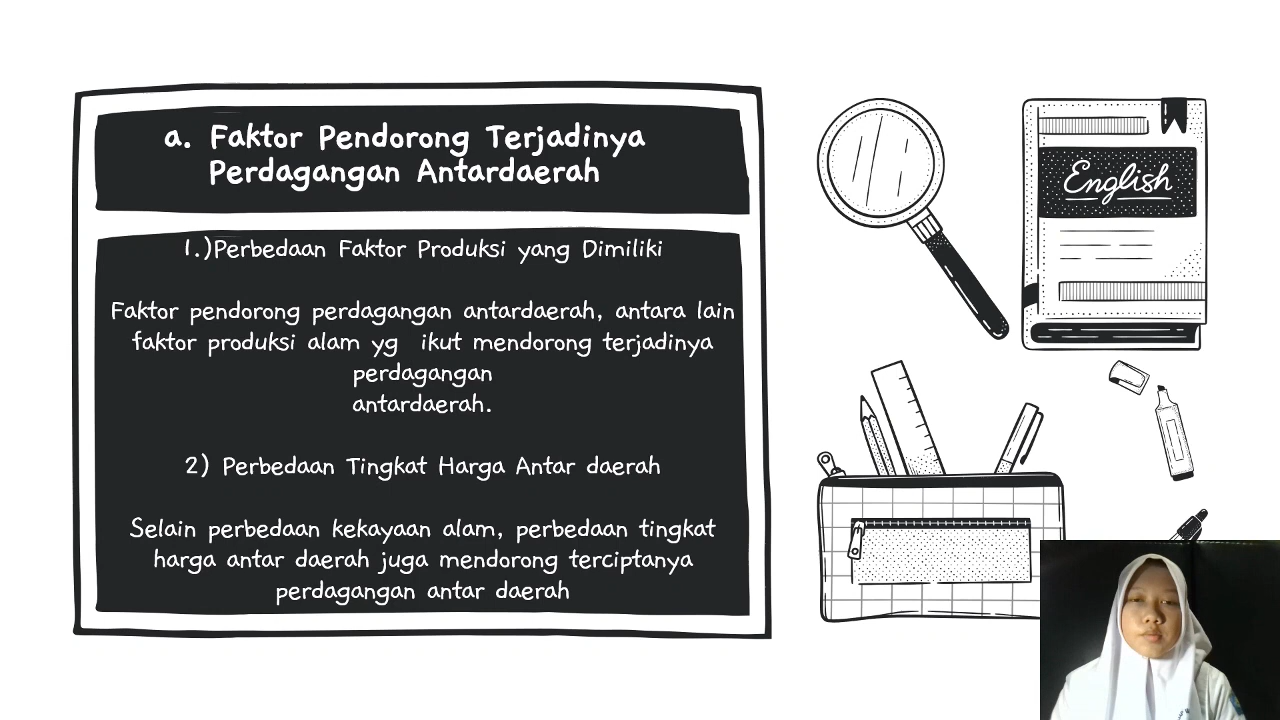 a. Faktor Pendorong Terjadinya
Perdagangan Antardaerah
1.)Perbedaan Faktor Produksi yang Dimiliki
Faktor pendorong perdagangan antardaerah, antara lain
faktor produksi alam yg ikut mendorong terjadinya
perdagangan
antardaerah.
2) Perbedaan Tingkat Harga Antar daerah
Selain perbedaan kekayaan alam, perbedaan tingkat
harga antar daerah juga mendorong terciptanya
perdagangan antar daerah
English